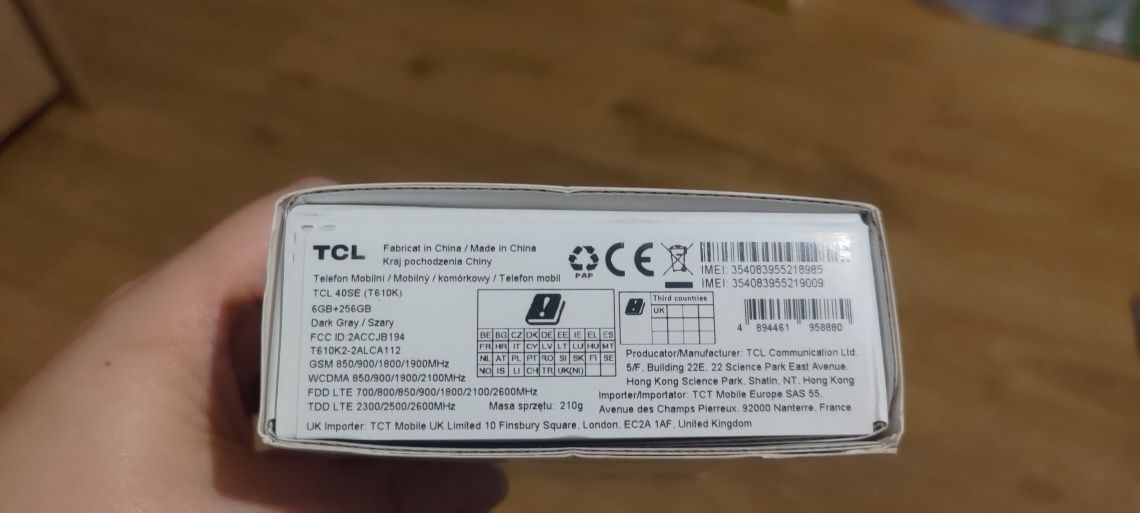 TCL
Fabricat in China / Made in China
Kraj pochodzenia Chiny
Telefon Mobilni / Mobilný / komórkowy / Telefon mobil
TCL 40SE (T610K)
6GB+256GB
Dark Gray / Szary
FCC ID:2ACCJB194
T610K2-2ALCA112
GSM 850/900/1800/1900MHz
WCDMA 850/900/1900/2100MHz
FDD LTE 700/800/850/900/1800/2100/2600MHz
TDD LTE 2300/2500/2600MHz
Masa sprzętu: 210g
UK Importer: TCT Mobile UK Limited 10 Finsbury Square, London, EC2A 1AF, United Kingdom
PAP
CE
IMEI: 354083955218985
IMEI: 354083955219009
BE BG CZ DK DE EE IE EL ES
FR HR IT CY LV LT LU HU MT
NL AT PL PT RO SI SK FI SE
NO IS LI CH TR UK(NI)
Third countries
UK
4 894461 958880
Producator/Manufacturer: TCL Communication Ltd.
5/F, Building 22E, 22 Science Park East Avenue,
Hong Kong Science Park, Shatin, NT, Hong Kong
Importer/Importator: TCT Mobile Europe SAS 55,
Avenue des Champs Pierreux, 92000 Nanterre, France